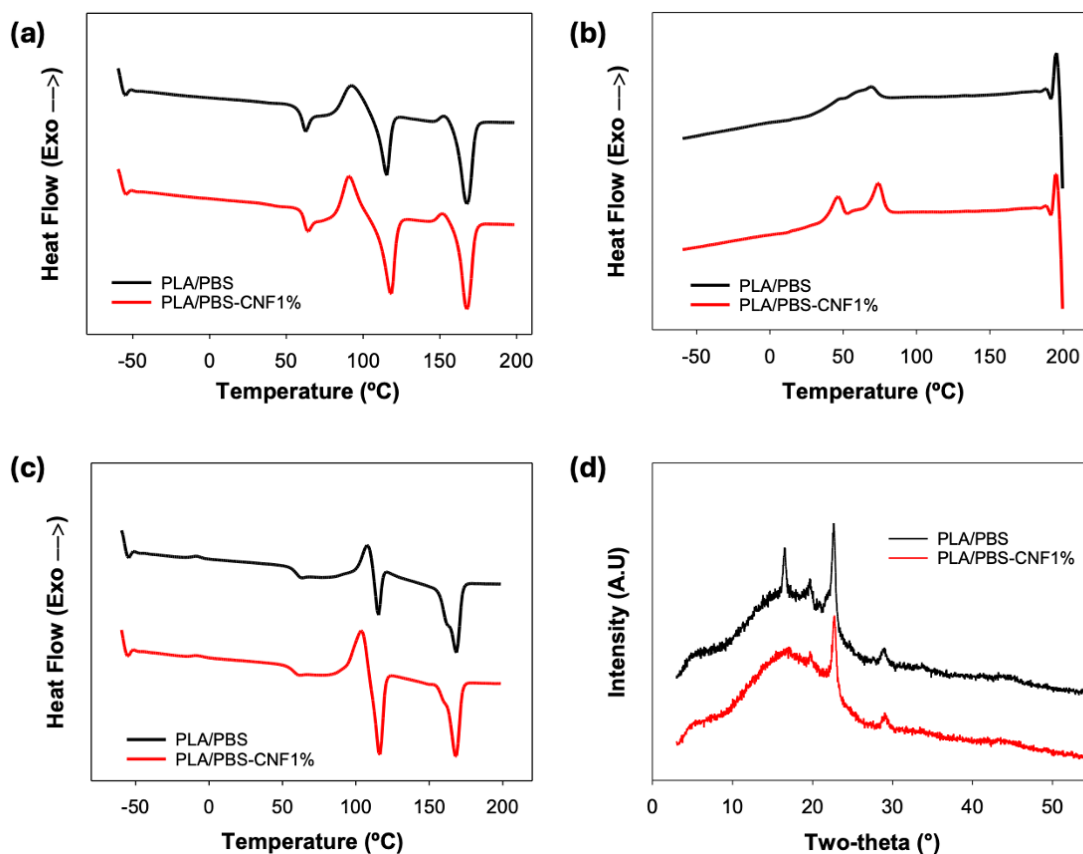 (a)
Heat Flow (Exo —>)
PLA/PBS
PLA/PBS-CNF1%
-50 0 50 100 150 200
Temperature (ºC)
(b)
Heat Flow (Exo —>)
PLA/PBS
PLA/PBS-CNF1%
-50 0 50 100 150 200
Temperature (ºC)
(c)
Heat Flow (Exo —>)
PLA/PBS
PLA/PBS-CNF1%
-50 0 50 100 150 200
Temperature (ºC)
(d)
Intensity (A.U)
PLA/PBS
PLA/PBS-CNF1%
0 10 20 30 40 50
Two-theta (°)